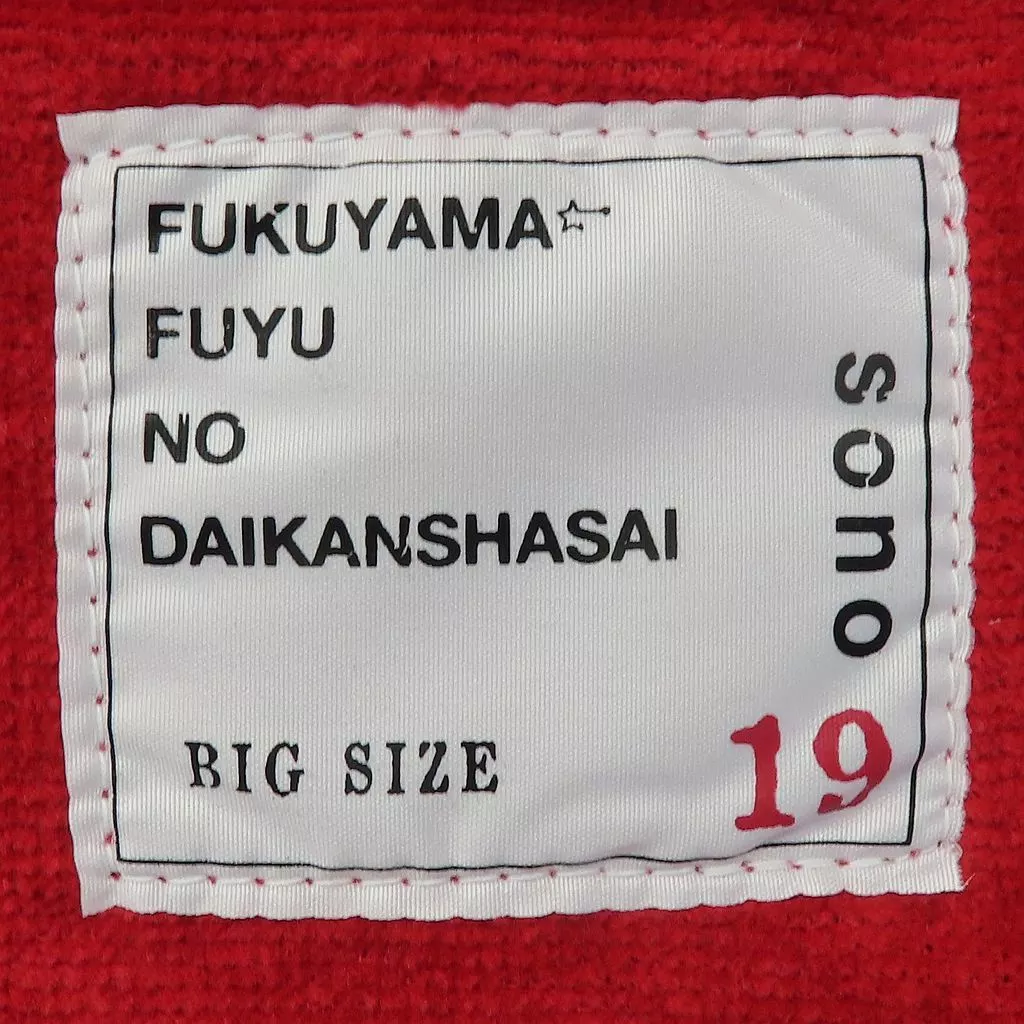 FUKUYAMA☆
FUYU
NO
DAIKANSHASAI
sono
BIG SIZE
19